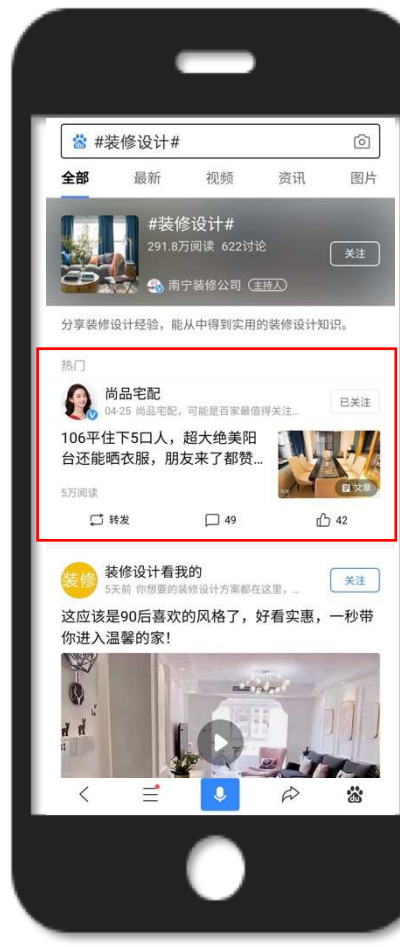 #装修设计#
全部 最新 视频 资讯 图片
#装修设计#
291.8万阅读 622讨论
关注
南宁装修公司 主持人
分享装修设计经验，能从中得到实用的装修设计知识。
热门
尚品宅配
已关注
04-25 尚品宅配，可能是百家最值得关注...
106平住下5口人，超大绝美阳
台还能晒衣服，朋友来了都赞...
文章
5万阅读
转发 49 42
装修
装修设计看我的
关注
5天前 你想要的装修设计方案都在这里，...
这应该是90后喜欢的风格了，好看实惠，一秒带
你进入温馨的家！